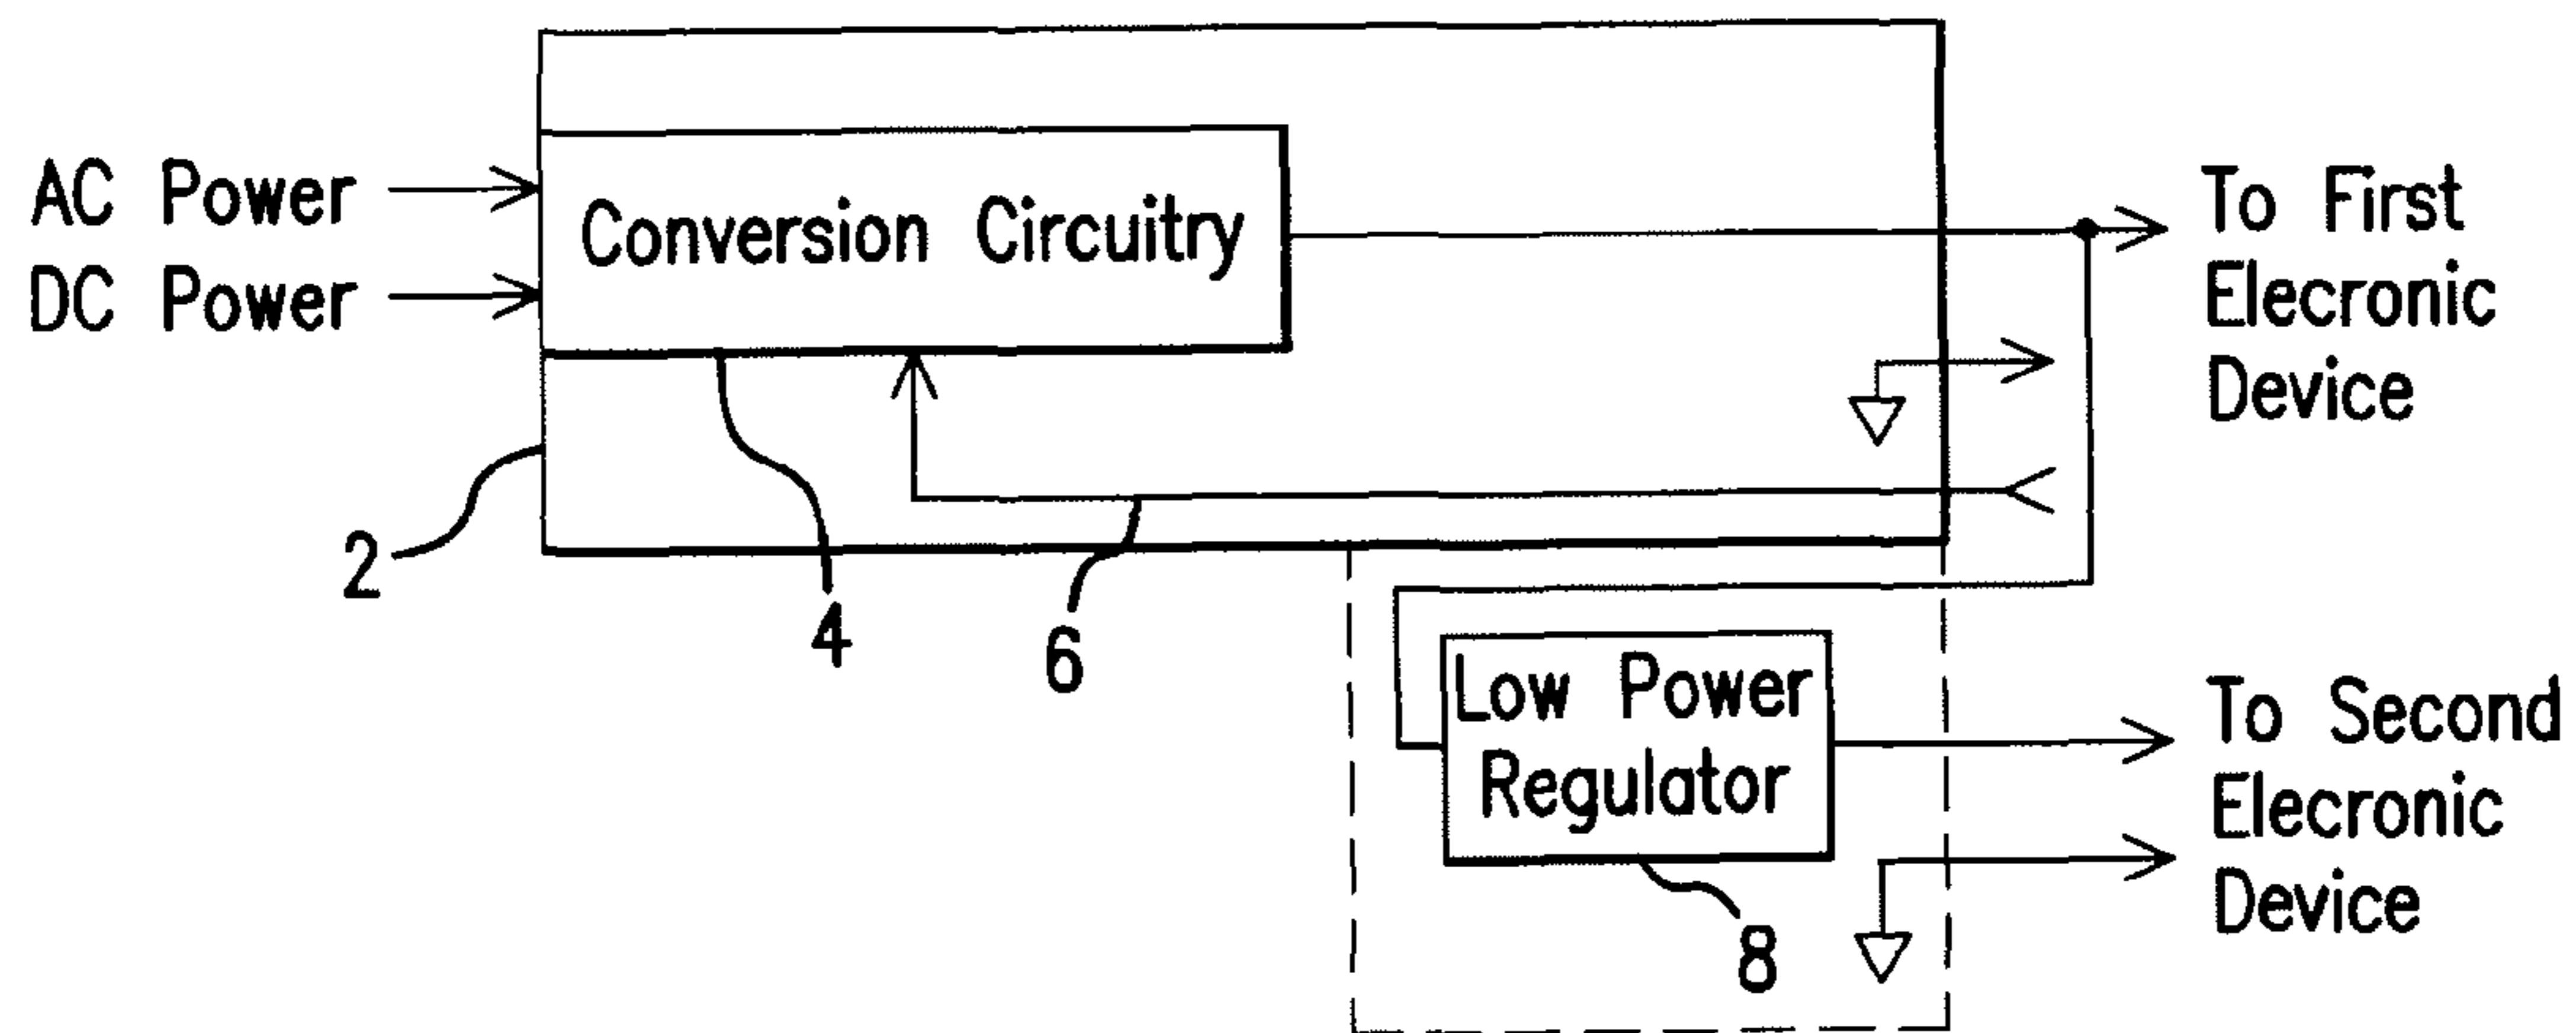 AC Power
DC Power
Conversion Circuitry
To First
Elecronic
Device
2
4
6
Low Power
Regulator
8
To Second
Elecronic
Device